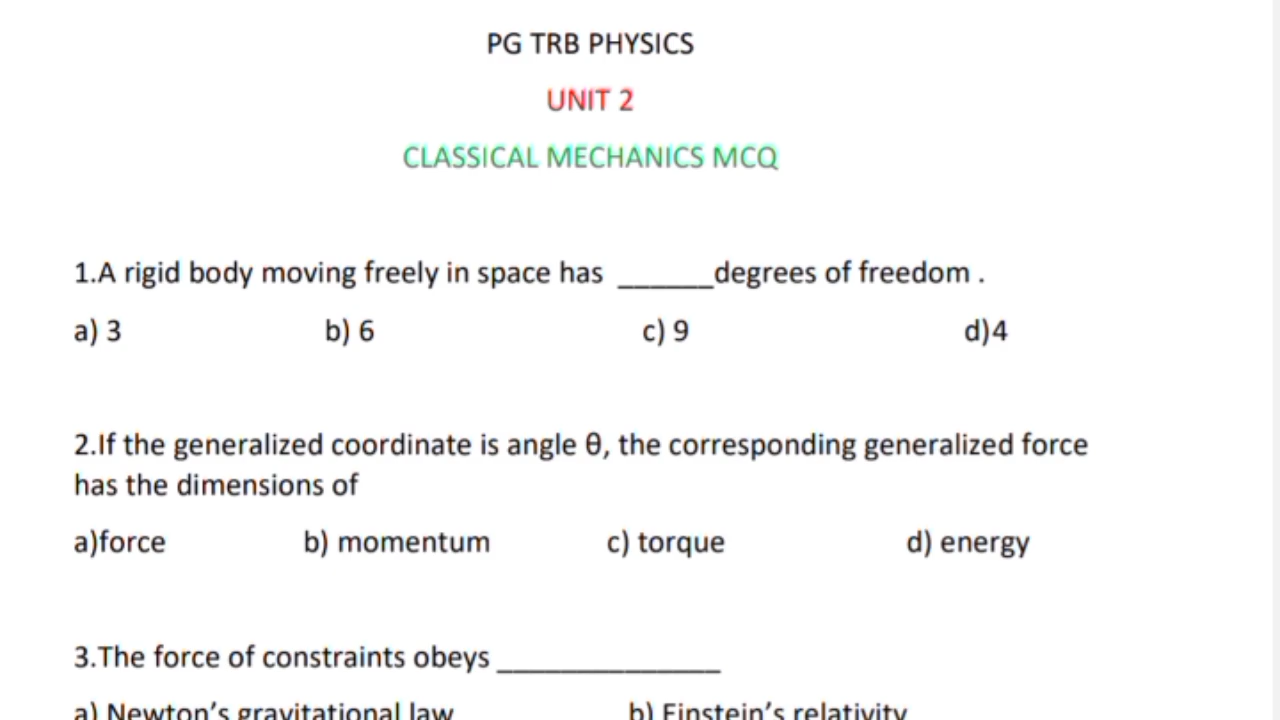 PG TRB PHYSICS
UNIT 2
CLASSICAL MECHANICS MCQ
1.A rigid body moving freely in space has ______degrees of freedom .
a) 3 b) 6 c) 9 d)4
2.If the generalized coordinate is angle θ, the corresponding generalized force
has the dimensions of
a)force b) momentum c) torque d) energy
3.The force of constraints obeys ______________
a) Newton's gravitational law b) Einstein's relativity